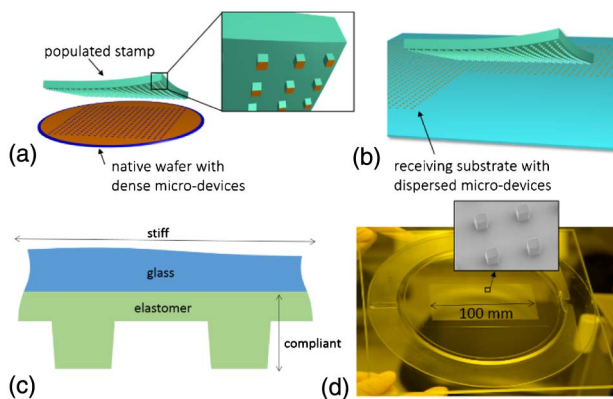 populated stamp
(a)
native wafer with
dense micro-devices
(b)
receiving substrate with
dispersed micro-devices
stiff
glass
elastomer
compliant
(c)
100 mm
(d)